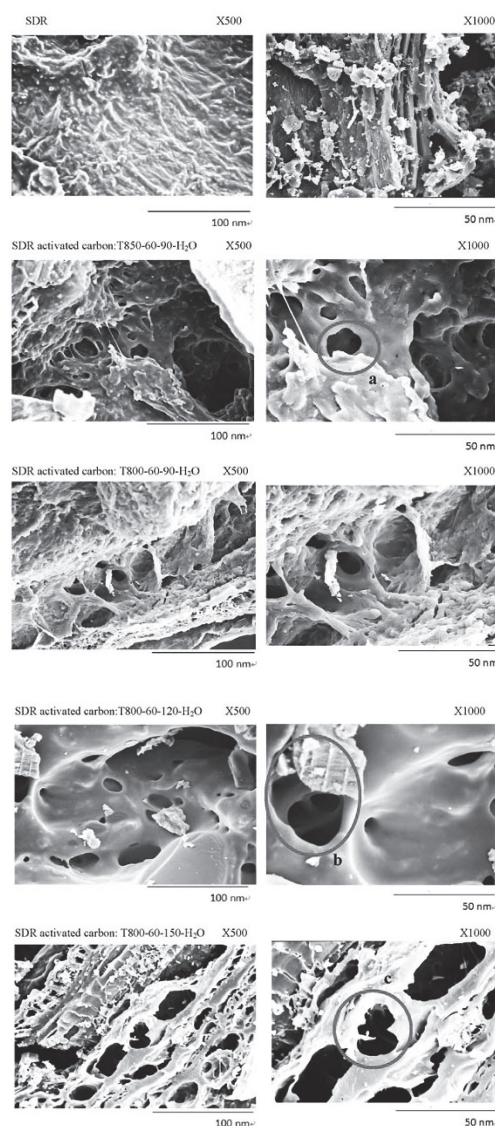 SDR X500 X1000
100 nm↵ 50 nm↵
SDR activated carbon:T850-60-90-H₂O X500 X1000
a
100 nm↵ 50 nm↵
SDR activated carbon: T800-60-90-H₂O X500 X1000
100 nm↵ 50 nm↵
SDR activated carbon:T800-60-120-H₂O X500 X1000
b
100 nm↵ 50 nm↵
SDR activated carbon: T800-60-150-H₂O X500 X1000
c
100 nm↵ 50 nm↵